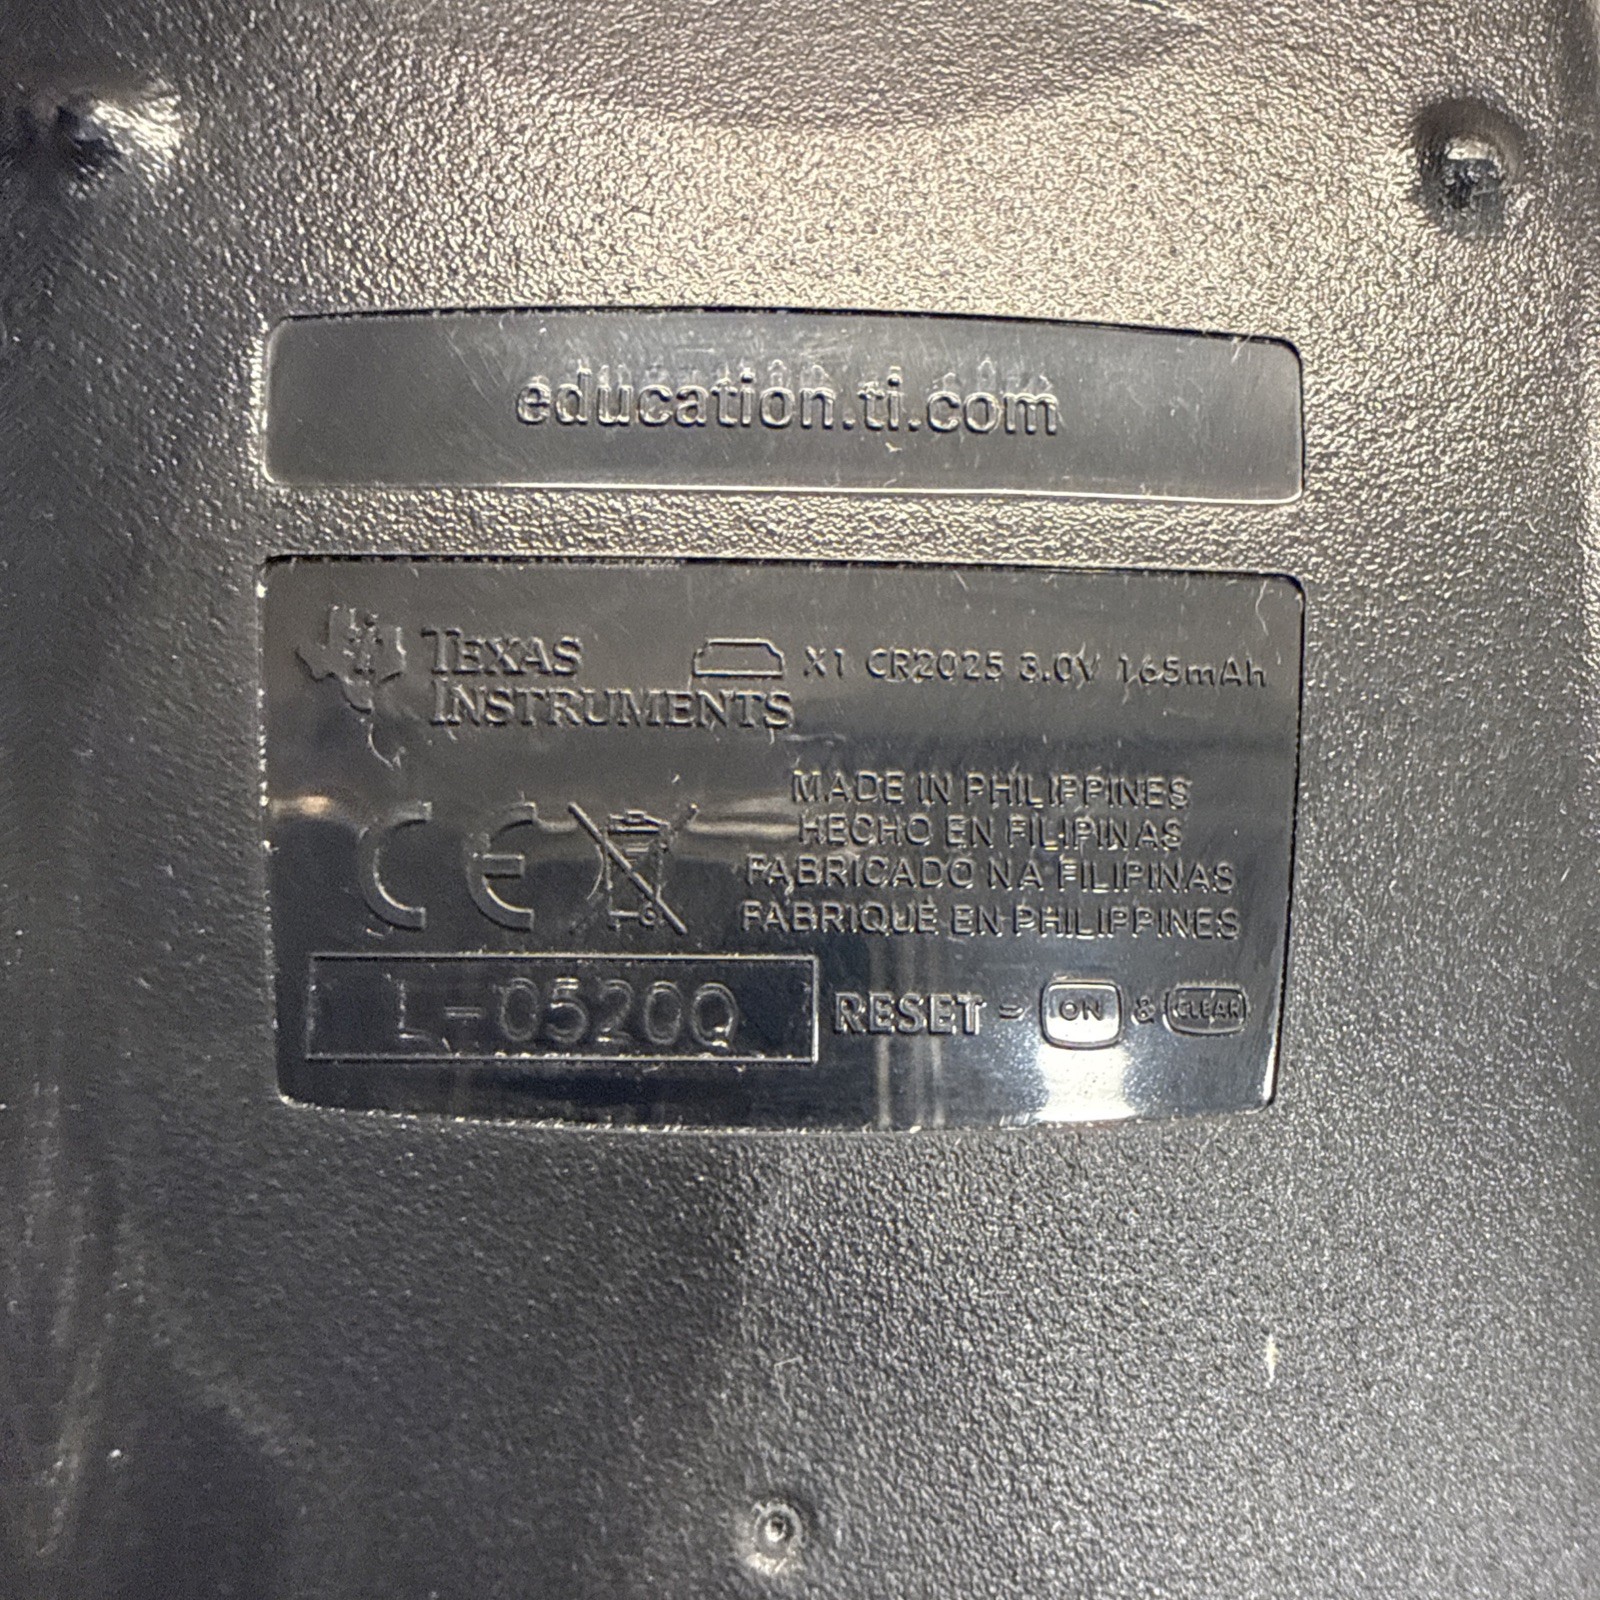 education.ti.com
TEXAS INSTRUMENTS
X1 CR2025 3.0V 165mAh
MADE IN PHILIPPINES
HECHO EN FILIPINAS
FABRICADO NA FILIPINAS
FABRIQUE EN PHILIPPINES
CE
L-0520Q
RESET = ON & CLEAR